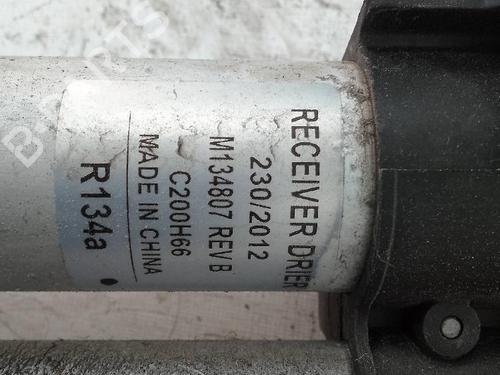 RECEIVER DRIER
230/2012
M134807 REV B
C200H66
MADE IN CHINA
R134a